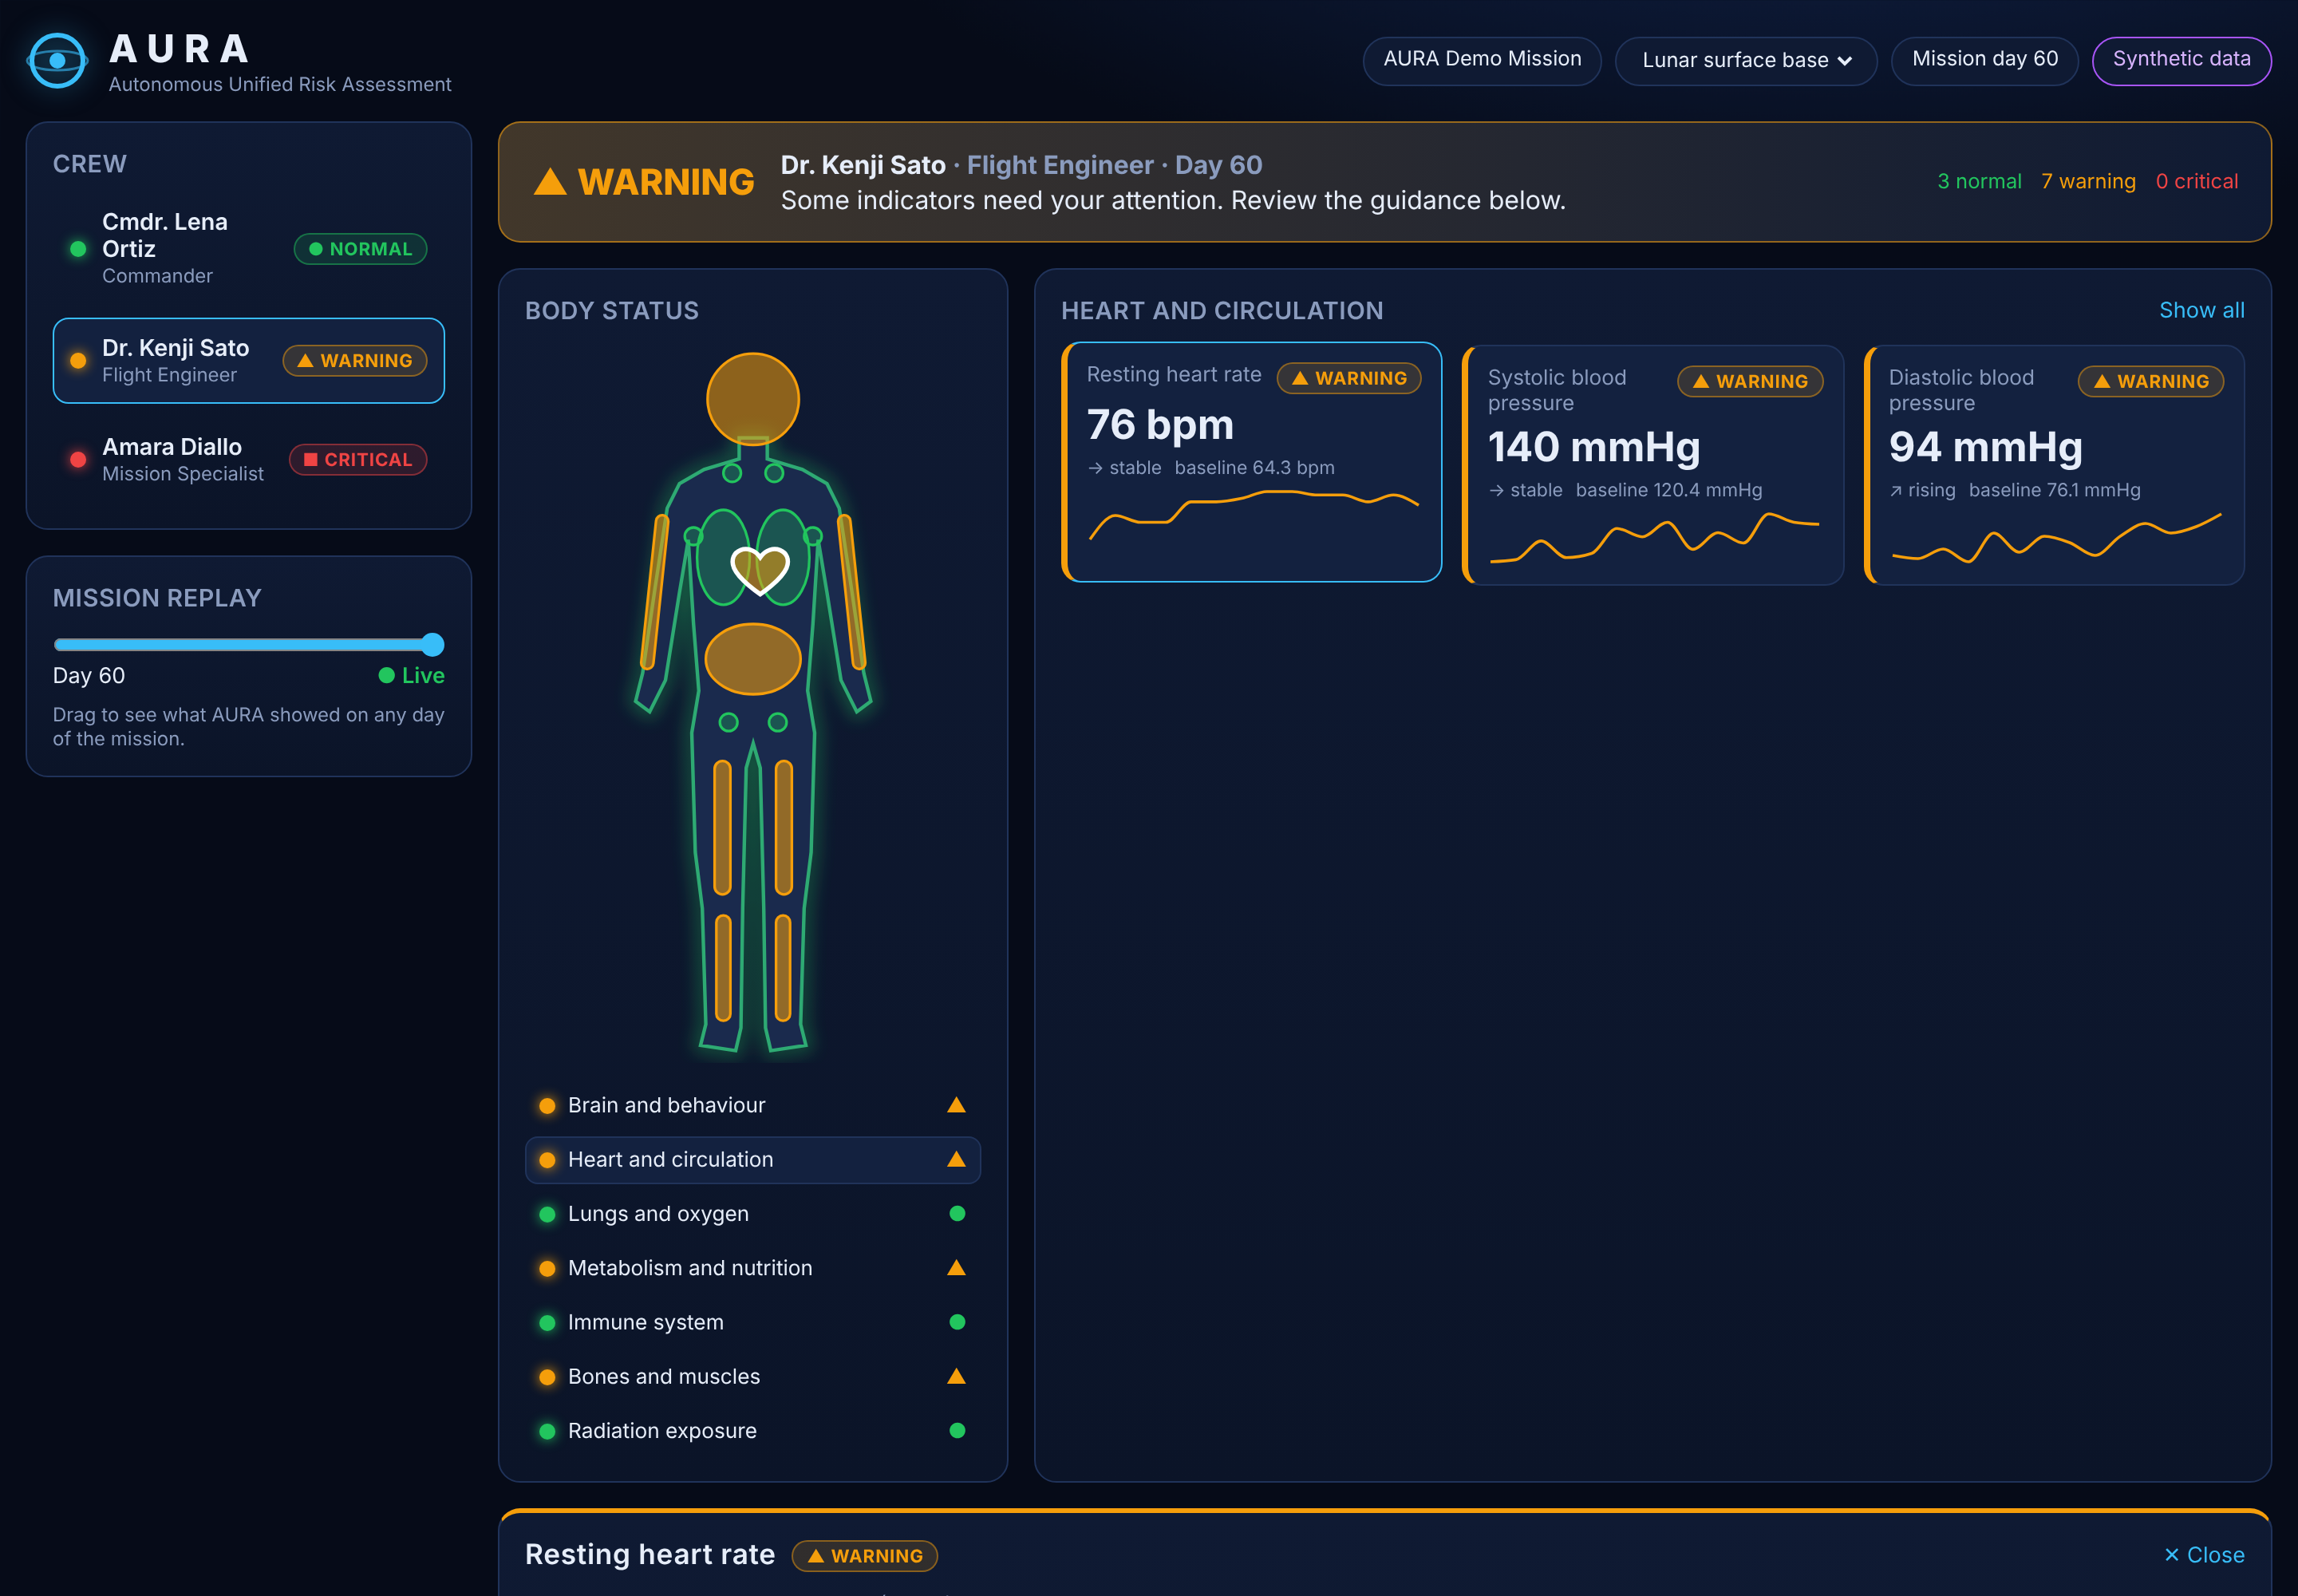 AURA
Autonomous Unified Risk Assessment
AURA Demo Mission
Lunar surface base
Mission day 60
Synthetic data
CREW
Cmdr. Lena
Ortiz
Commander
NORMAL
Dr. Kenji Sato
Flight Engineer
WARNING
Amara Diallo
Mission Specialist
CRITICAL
MISSION REPLAY
Day 60
Live
Drag to see what AURA showed on any day
of the mission.
WARNING
Dr. Kenji Sato · Flight Engineer · Day 60
Some indicators need your attention. Review the guidance below.
3 normal 7 warning 0 critical
BODY STATUS
Brain and behaviour
Heart and circulation
Lungs and oxygen
Metabolism and nutrition
Immune system
Bones and muscles
Radiation exposure
HEART AND CIRCULATION
Show all
Resting heart rate
WARNING
76 bpm
→ stable baseline 64.3 bpm
Systolic blood
pressure
WARNING
140 mmHg
→ stable baseline 120.4 mmHg
Diastolic blood
pressure
WARNING
94 mmHg
↗ rising baseline 76.1 mmHg
Resting heart rate
WARNING
✕ Close